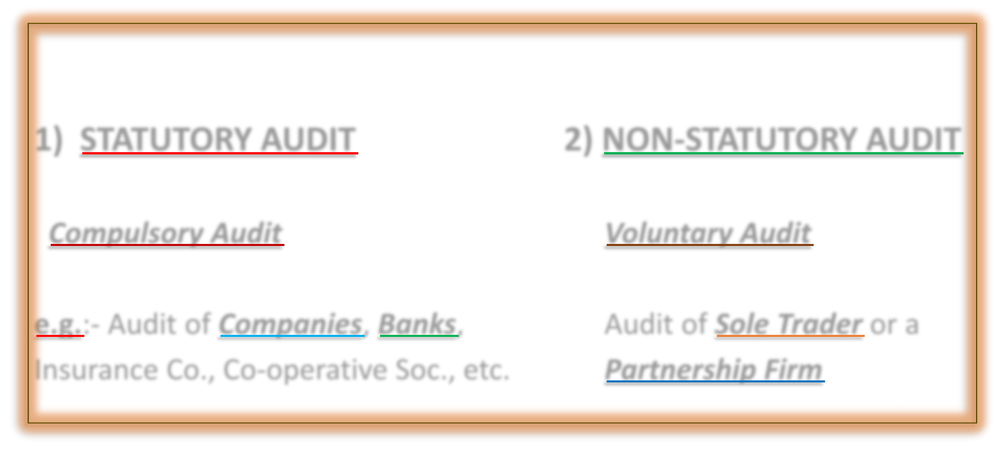 1) STATUTORY AUDIT
2) NON-STATUTORY AUDIT
Compulsory Audit
Voluntary Audit
e.g.:- Audit of Companies, Banks,
Insurance Co., Co-operative Soc., etc.
Audit of Sole Trader or a
Partnership Firm